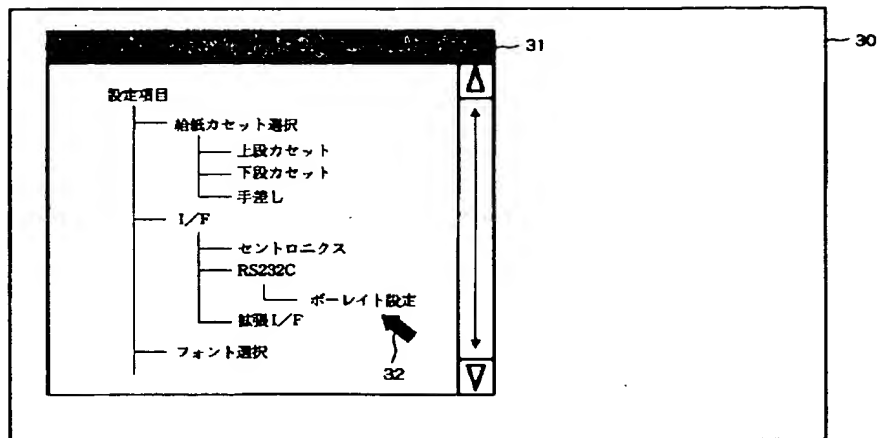 31
30
設定項目
給紙カセット選択
上段カセット
下段カセット
手差し
I/F
セントロニクス
RS232C
ボーレイト設定
拡張I/F
フォント選択
32